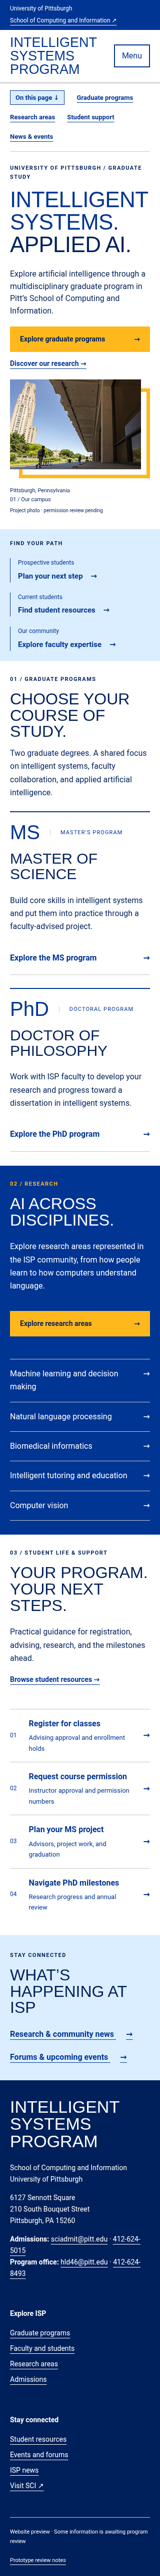 University of Pittsburgh
School of Computing and Information ↗
INTELLIGENT
SYSTEMS
PROGRAM
Menu
On this page ↓
Graduate programs
Research areas
Student support
News & events
UNIVERSITY OF PITTSBURGH / GRADUATE
STUDY
INTELLIGENT
SYSTEMS.
APPLIED AI.
Explore artificial intelligence through a
multidisciplinary graduate program in
Pitt’s School of Computing and
Information.
Explore graduate programs →
Discover our research →
Pittsburgh, Pennsylvania
01 / Our campus
Project photo · permission review pending
FIND YOUR PATH
Prospective students
Plan your next step →
Current students
Find student resources →
Our community
Explore faculty expertise →
01 / GRADUATE PROGRAMS
CHOOSE YOUR
COURSE OF
STUDY.
Two graduate degrees. A shared focus
on intelligent systems, faculty
collaboration, and applied artificial
intelligence.
MS
MASTER'S PROGRAM
MASTER OF
SCIENCE
Build core skills in intelligent systems
and put them into practice through a
faculty-advised project.
Explore the MS program →
PhD
DOCTORAL PROGRAM
DOCTOR OF
PHILOSOPHY
Work with ISP faculty to develop your
research and progress toward a
dissertation in intelligent systems.
Explore the PhD program →
02 / RESEARCH
AI ACROSS
DISCIPLINES.
Explore research areas represented in
the ISP community, from how people
learn to how computers understand
language.
Explore research areas →
Machine learning and decision
making →
Natural language processing →
Biomedical informatics →
Intelligent tutoring and education →
Computer vision →
03 / STUDENT LIFE & SUPPORT
YOUR PROGRAM.
YOUR NEXT
STEPS.
Practical guidance for registration,
advising, research, and the milestones
ahead.
Browse student resources →
01
Register for classes
Advising approval and enrollment
holds
→
02
Request course permission
Instructor approval and permission
numbers
→
03
Plan your MS project
Advisors, project work, and
graduation
→
04
Navigate PhD milestones
Research progress and annual
review
→
STAY CONNECTED
WHAT’S
HAPPENING AT
ISP
Research & community news →
Forums & upcoming events →
INTELLIGENT
SYSTEMS
PROGRAM
School of Computing and Information
University of Pittsburgh
6127 Sennott Square
210 South Bouquet Street
Pittsburgh, PA 15260
Admissions: sciadmit@pitt.edu · 412-624-
5015
Program office: hld46@pitt.edu · 412-624-
8493
Explore ISP
Graduate programs
Faculty and students
Research areas
Admissions
Stay connected
Student resources
Events and forums
ISP news
Visit SCI ↗
Website preview · Some information is awaiting program
review
Prototype review notes